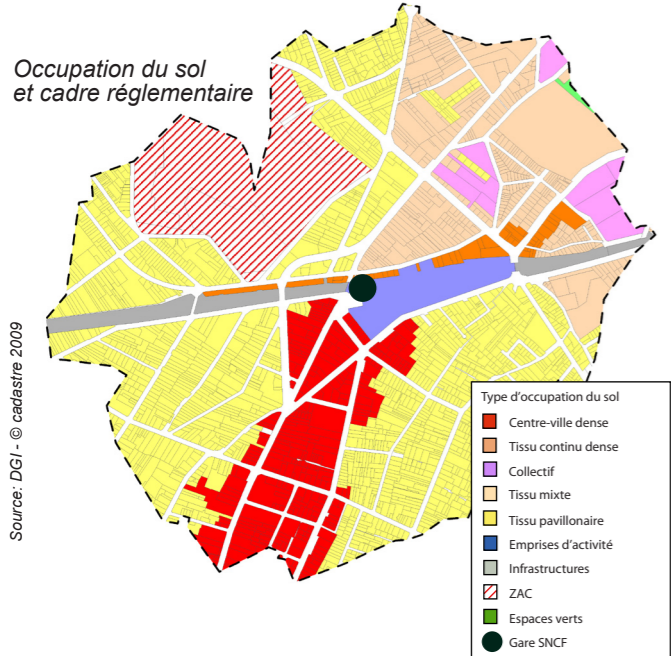 Occupation du sol
et cadre réglementaire
Source: DGI - © cadastre 2009
Type d'occupation du sol
Centre-ville dense
Tissu continu dense
Collectif
Tissu mixte
Tissu pavillonaire
Emprises d'activité
Infrastructures
ZAC
Espaces verts
Gare SNCF